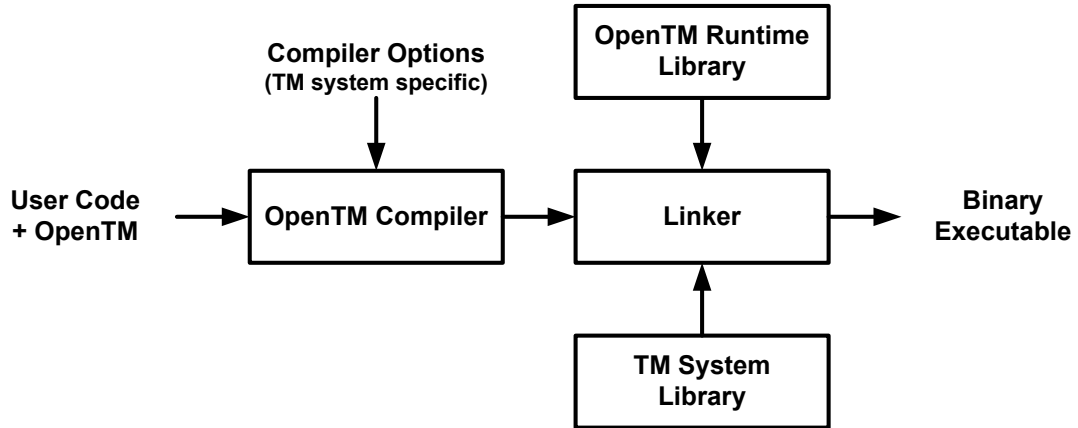 OpenTM Runtime
Library
Compiler Options
(TM system specific)
User Code
+ OpenTM
OpenTM Compiler
Linker
Binary
Executable
TM System
Library